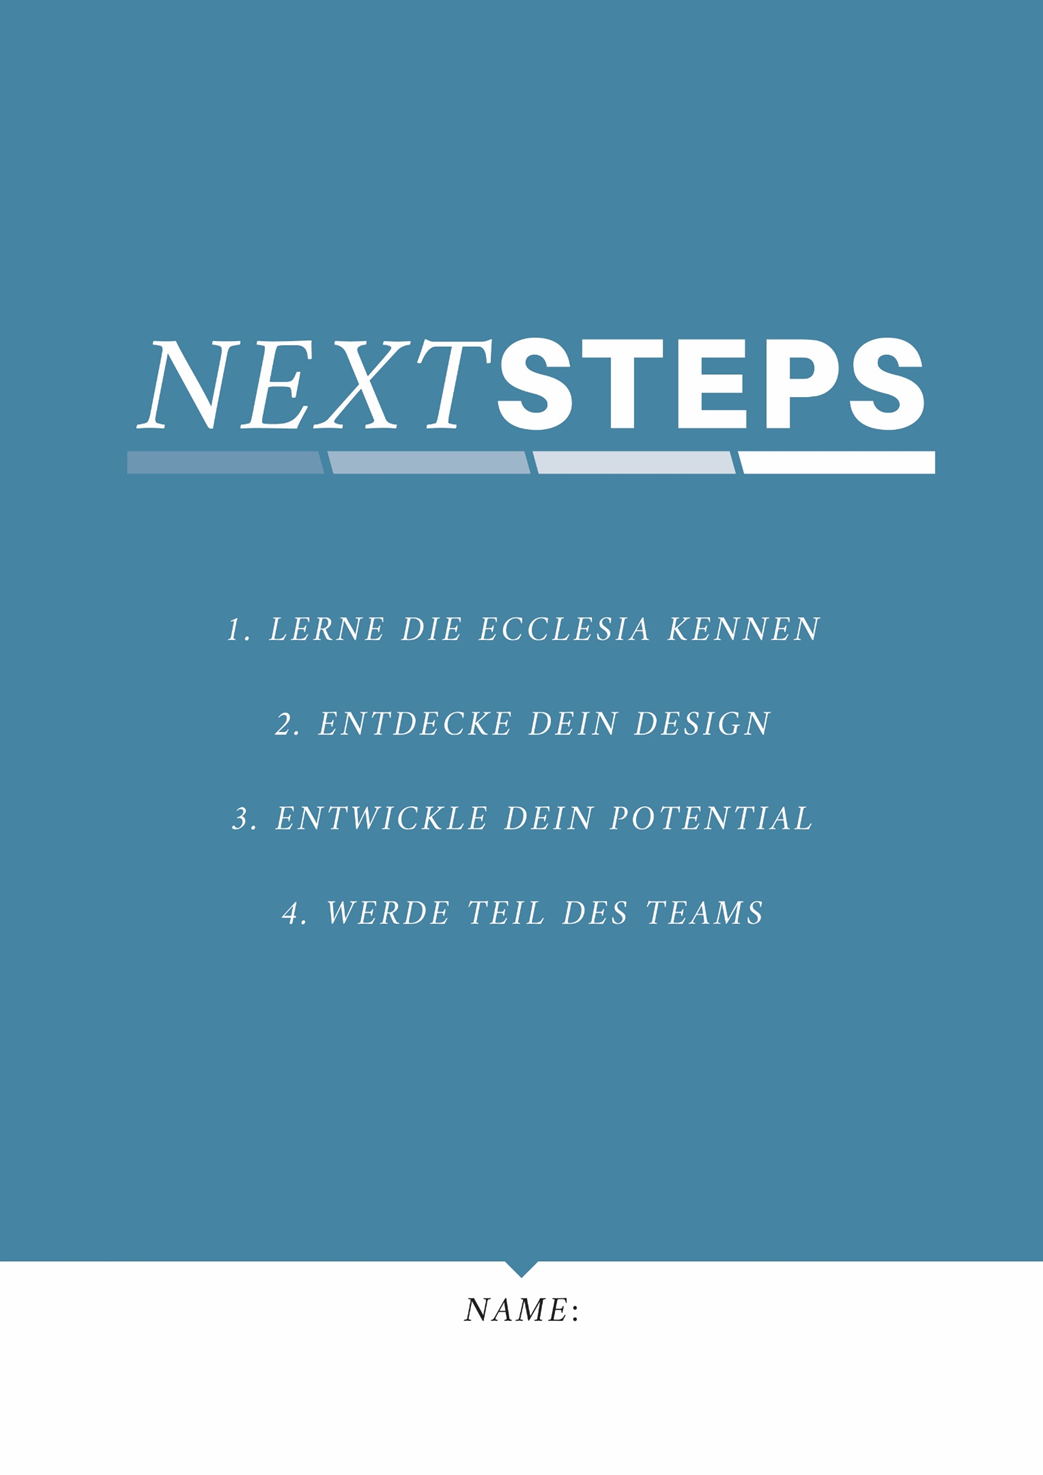 NEXTSTEPS
1. LERNE DIE ECCLESIA KENNEN
2. ENTDECKE DEIN DESIGN
3. ENTWICKLE DEIN POTENTIAL
4. WERDE TEIL DES TEAMS
NAME: